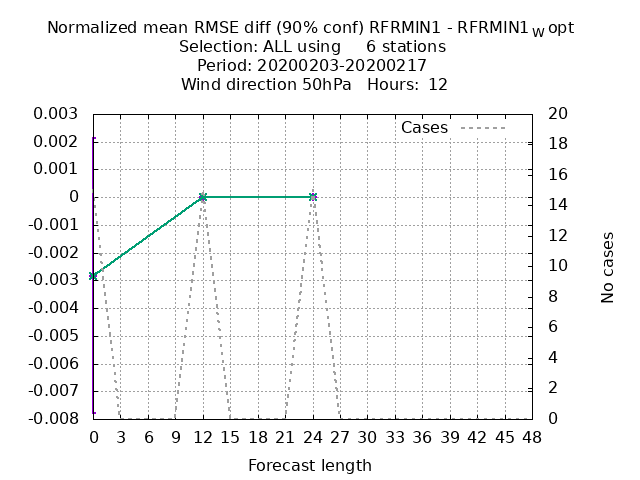 Normalized mean RMSE diff (90% conf) RFRMIN1 - RFRMIN1 W opt
Selection: ALL using 6 stations
Period: 20200203-20200217
Wind direction 50hPa Hours: 12
Cases
0.003
0.002
0.001
0
-0.001
-0.002
-0.003
-0.004
-0.005
-0.006
-0.007
-0.008
20
18
16
14
12
10
8
6
4
2
0
No cases
0 3 6 9 12 15 18 21 24 27 30 33 36 39 42 45 48
Forecast length